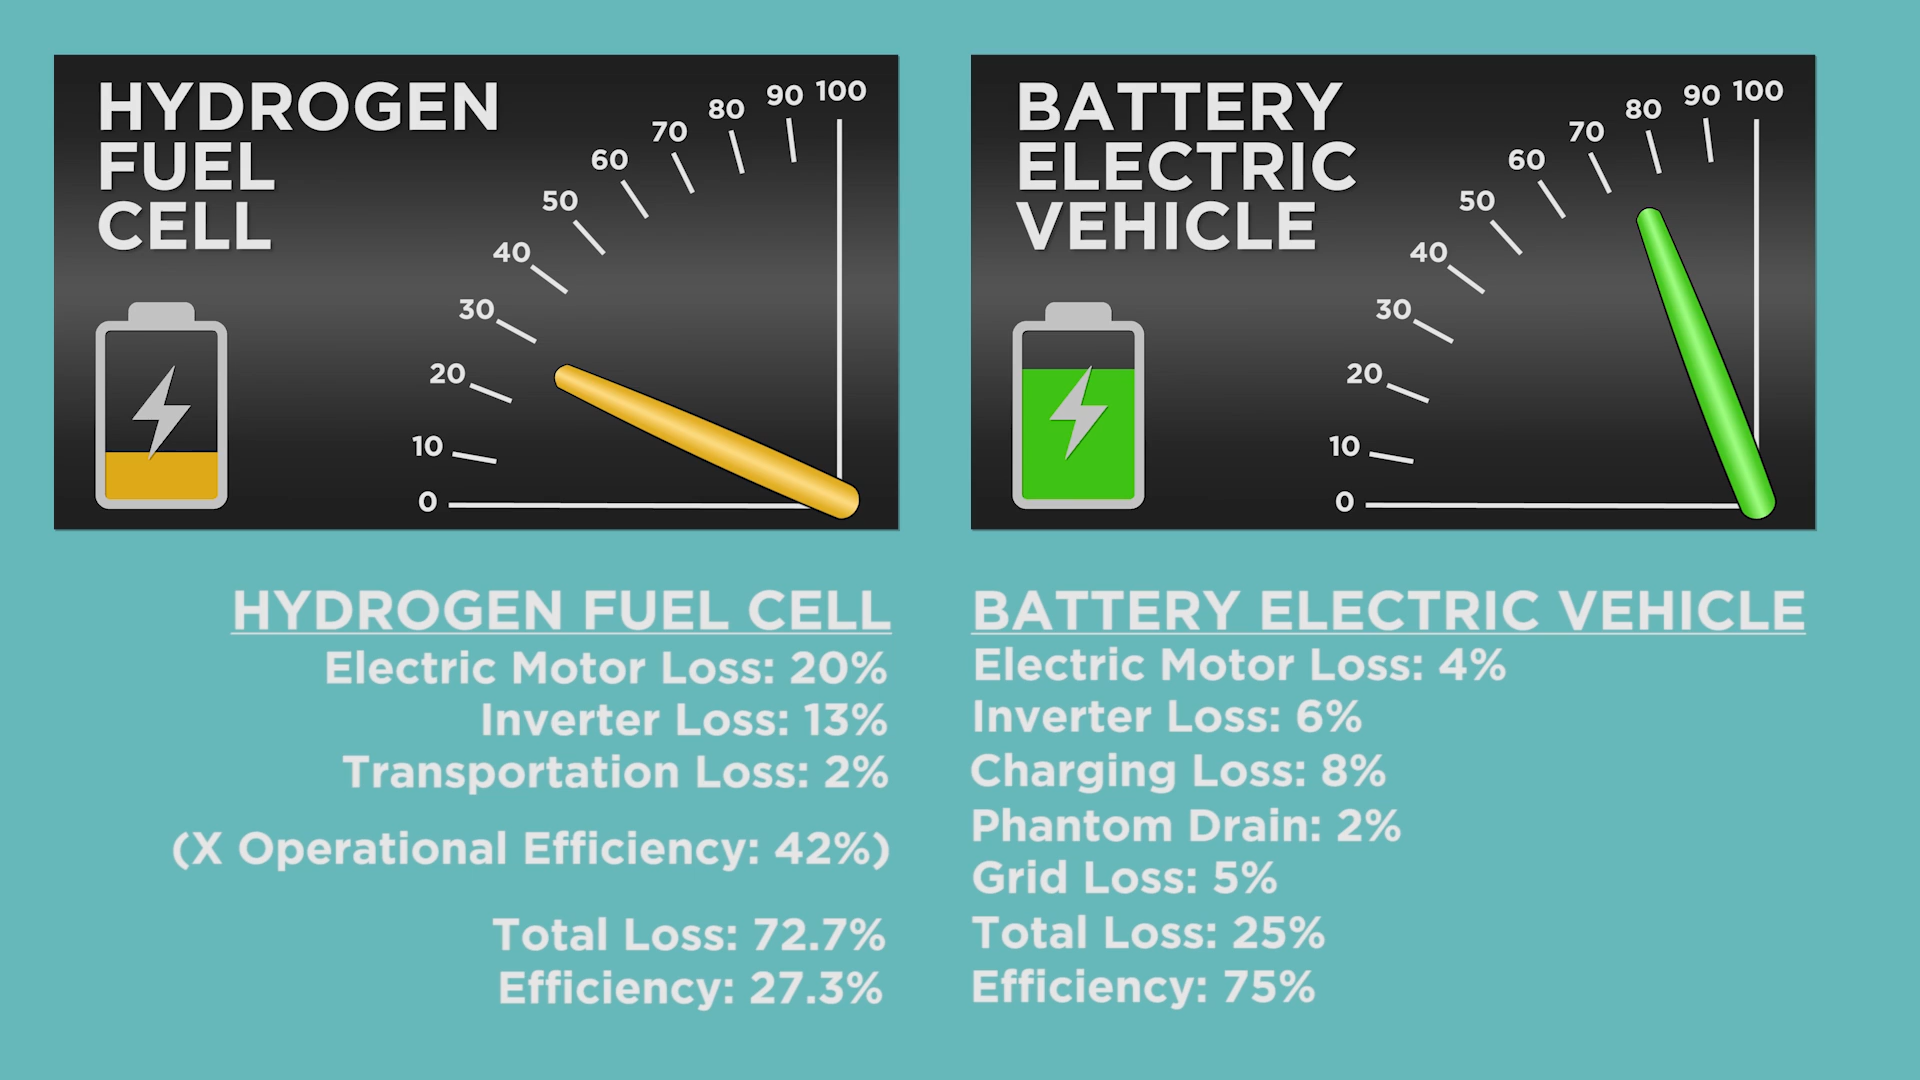 HYDROGEN
FUEL
CELL
0
10
20
30
40
50
60
70
80
90
100
BATTERY
ELECTRIC
VEHICLE
0
10
20
30
40
50
60
70
80
90
100
HYDROGEN FUEL CELL
Electric Motor Loss: 20%
Inverter Loss: 13%
Transportation Loss: 2%
(X Operational Efficiency: 42%)
Total Loss: 72.7%
Efficiency: 27.3%
BATTERY ELECTRIC VEHICLE
Electric Motor Loss: 4%
Inverter Loss: 6%
Charging Loss: 8%
Phantom Drain: 2%
Grid Loss: 5%
Total Loss: 25%
Efficiency: 75%